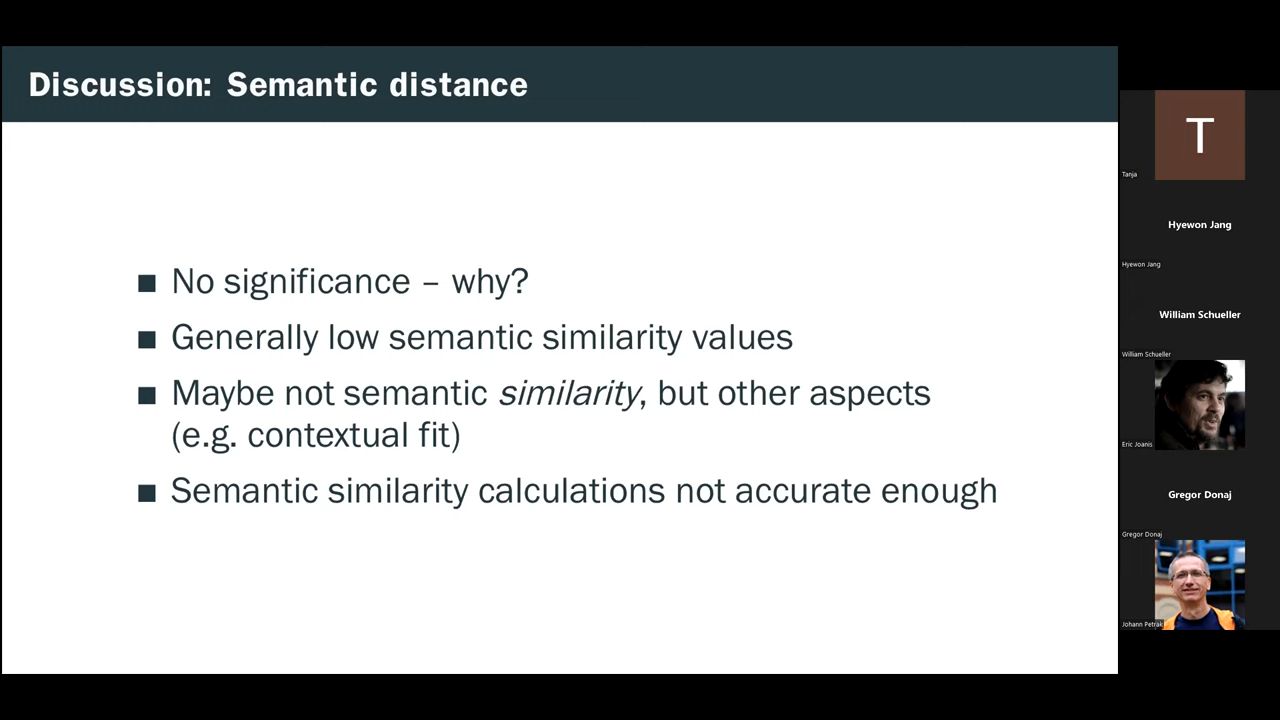 Discussion: Semantic distance
■ No significance – why?
■ Generally low semantic similarity values
■ Maybe not semantic similarity, but other aspects
(e.g. contextual fit)
■ Semantic similarity calculations not accurate enough
T
Tanja
Hyewon Jang
Hyewon Jang
William Schueller
William Schueller
Eric Joanis
Gregor Donaj
Gregor Donaj
Johann Petrak